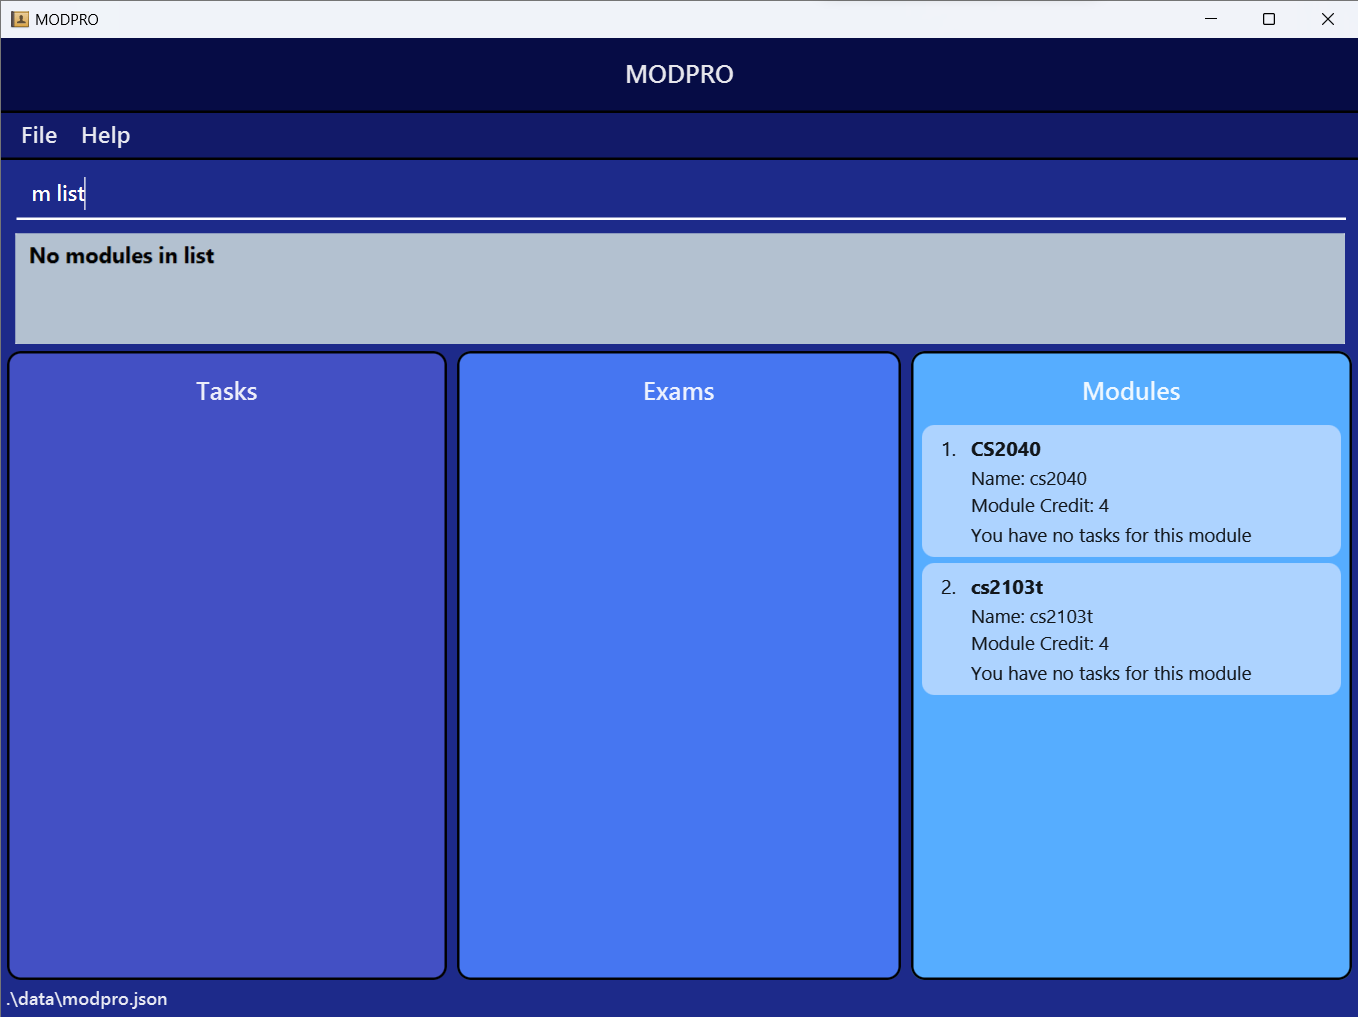 MODPRO
MODPRO
File Help
m list
No modules in list
Tasks
Exams
Modules
1. CS2040
Name: cs2040
Module Credit: 4
You have no tasks for this module
2. cs2103t
Name: cs2103t
Module Credit: 4
You have no tasks for this module
.\data\modpro.json